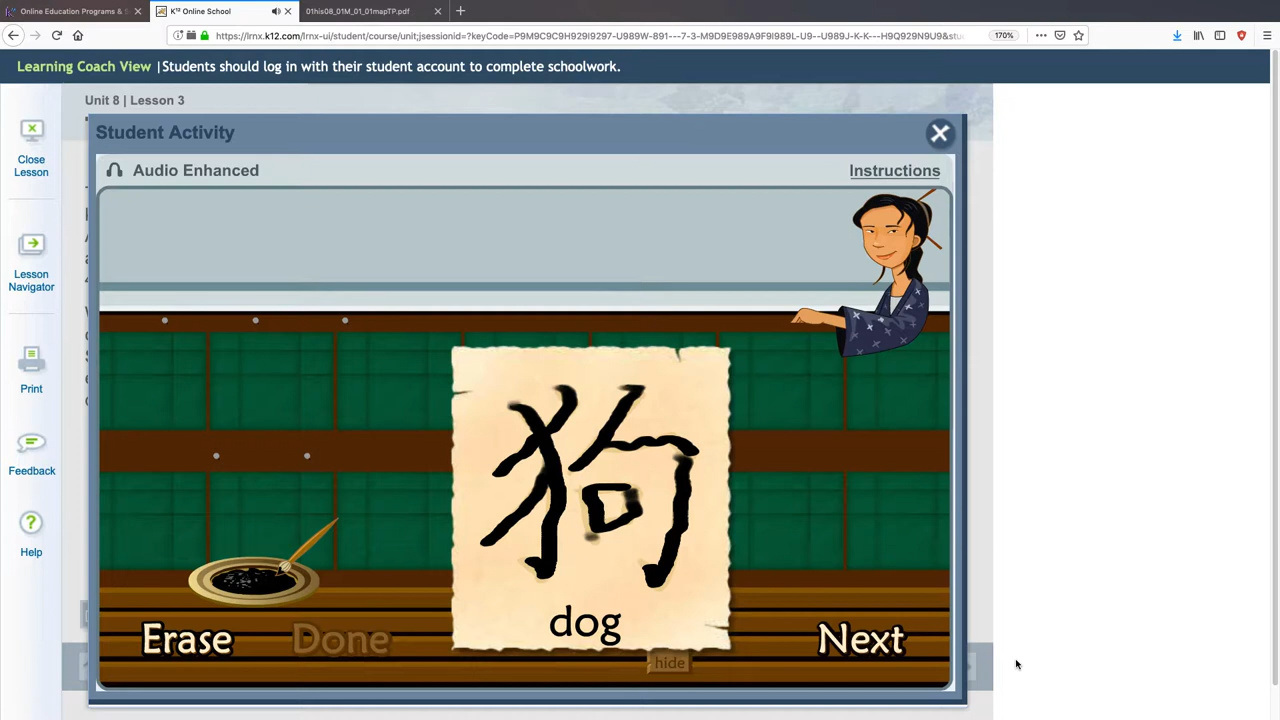 Online Education Programs & S
K¹² Online School
01his08_01M_01_01mapTP.pdf
https://lrnx.k12.com/lrnx-ui/student/course/unit;jsessionid=?keyCode=P9M9C9C9H929I9297-U989W-891---7-3-M9D9E989A9F9I989L-U9--U989J-K-K---H9Q929N9U9&stu
170%
Learning Coach View | Students should log in with their student account to complete schoolwork.
Unit 8 | Lesson 3
Student Activity
Audio Enhanced
Instructions
Close
Lesson
Lesson
Navigator
Print
Feedback
Help
狗
dog
hide
Erase
Done
Next